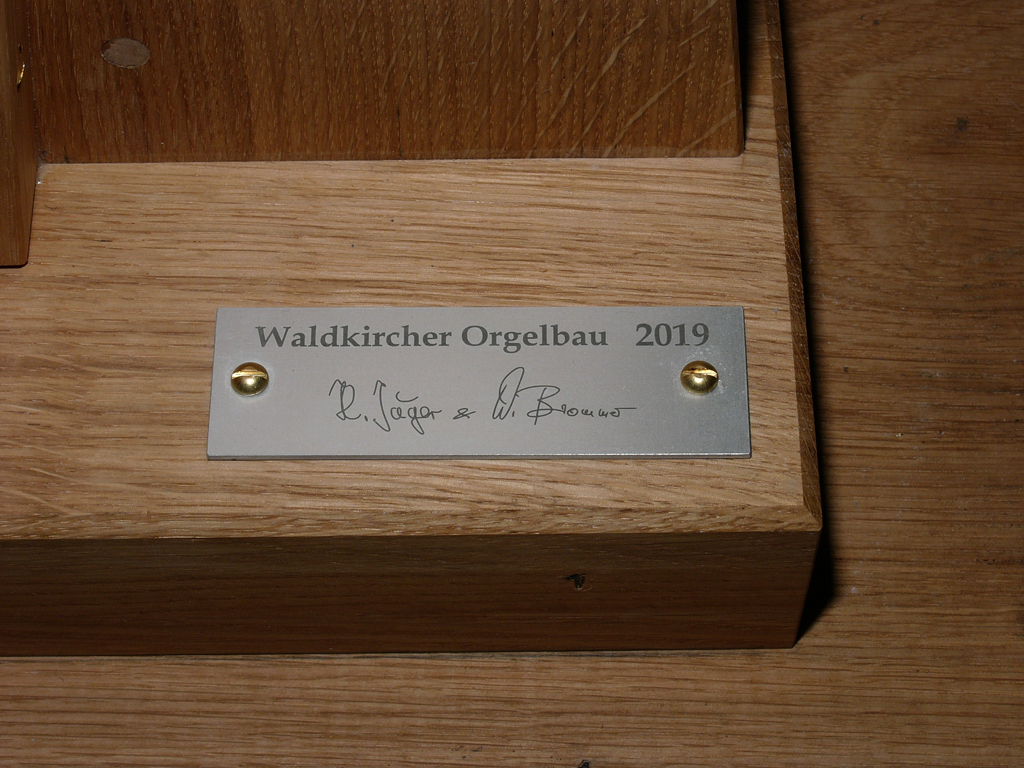 Waldkircher Orgelbau 2019
H. Jäger & W. Brommer